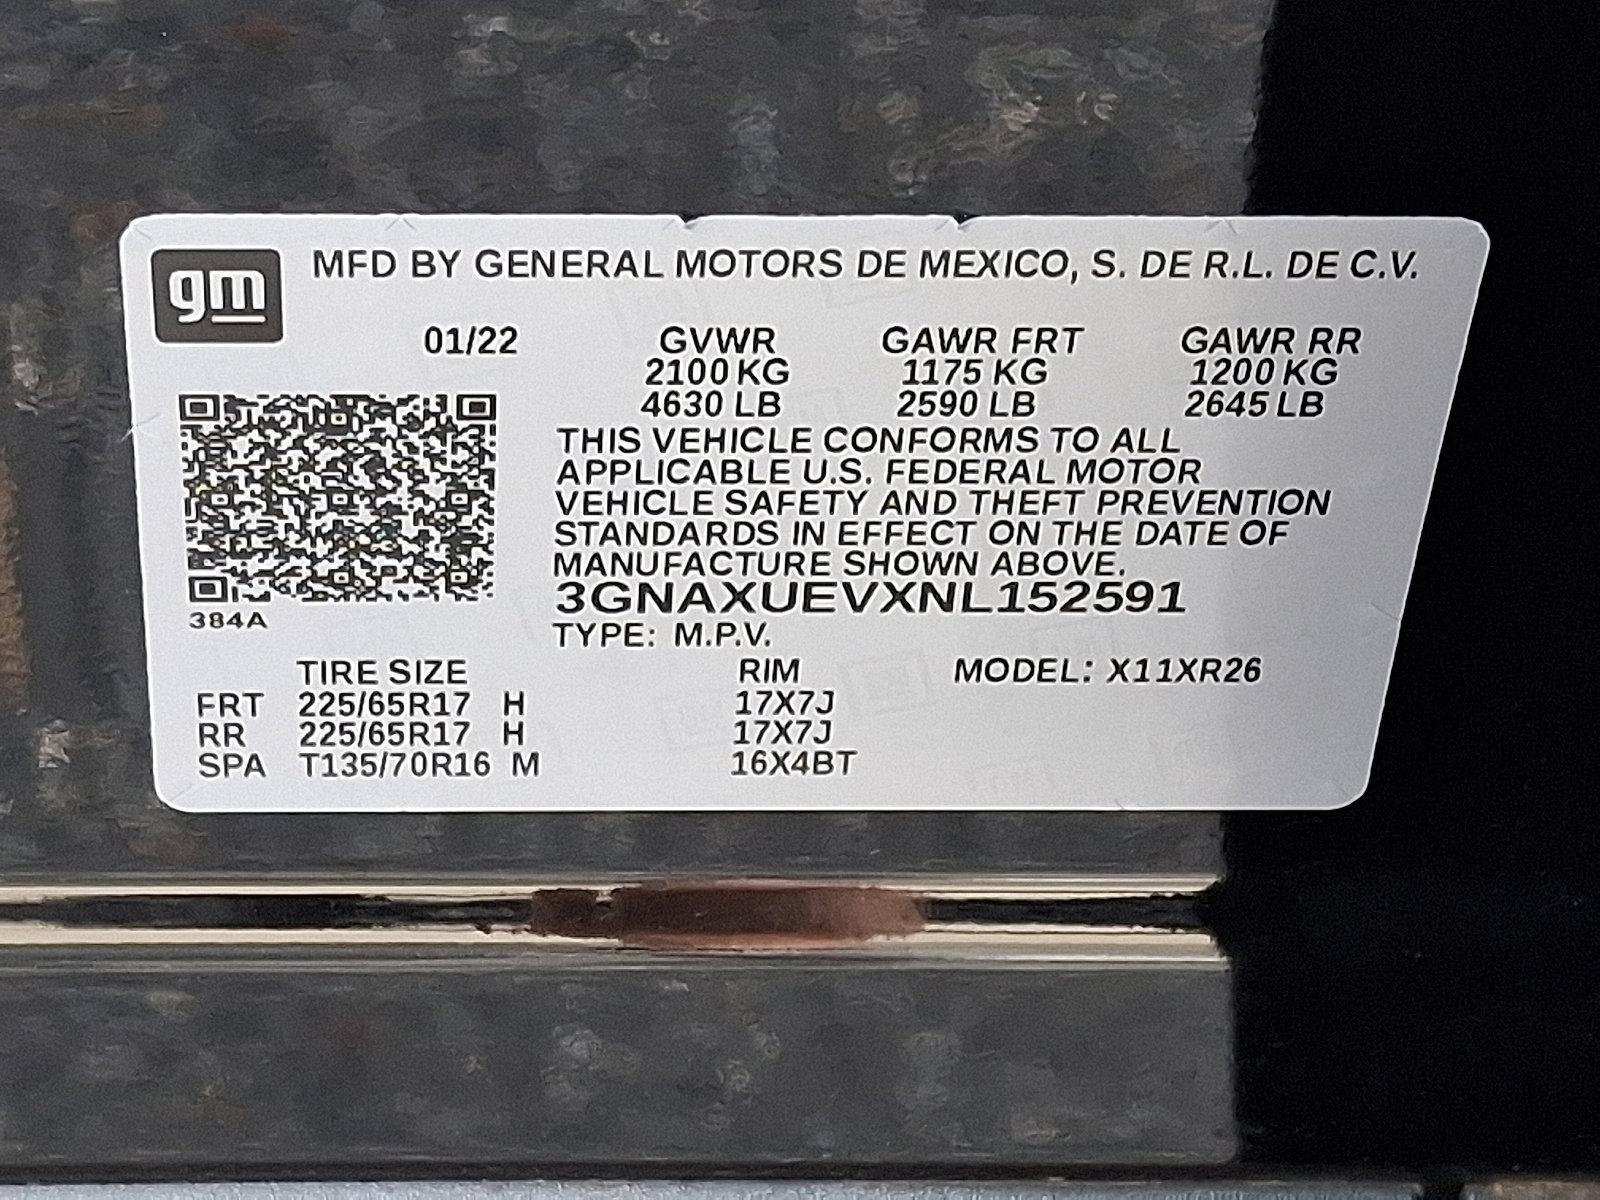 gm MFD BY GENERAL MOTORS DE MEXICO, S. DE R.L. DE C.V.
01/22 GVWR GAWR FRT GAWR RR
2100 KG 1175 KG 1200 KG
4630 LB 2590 LB 2645 LB
THIS VEHICLE CONFORMS TO ALL
APPLICABLE U.S. FEDERAL MOTOR
VEHICLE SAFETY AND THEFT PREVENTION
STANDARDS IN EFFECT ON THE DATE OF
MANUFACTURE SHOWN ABOVE.
3GNAXUEVXNL152591
384A
TYPE: M.P.V.
TIRE SIZE RIM MODEL: X11XR26
FRT 225/65R17 H 17X7J
RR 225/65R17 H 17X7J
SPA T135/70R16 M 16X4BT